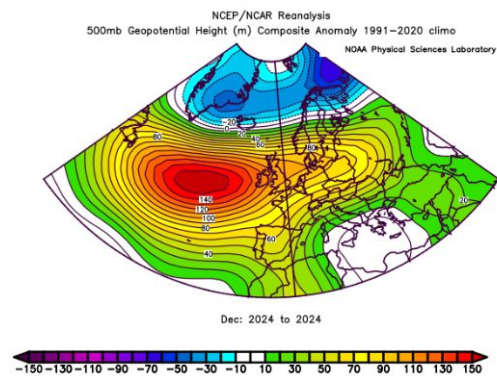 NCEP/NCAR Reanalysis
500mb Geopotential Height (m) Composite Anomaly 1991-2020 climo
NOAA Physical Sciences Laboratory
-20
0
20
40
60
80
80
140
120
100
80
60
40
20
Dec: 2024 to 2024
-150 -130 -110 -90 -70 -50 -30 -10 10 30 50 70 90 110 130 150